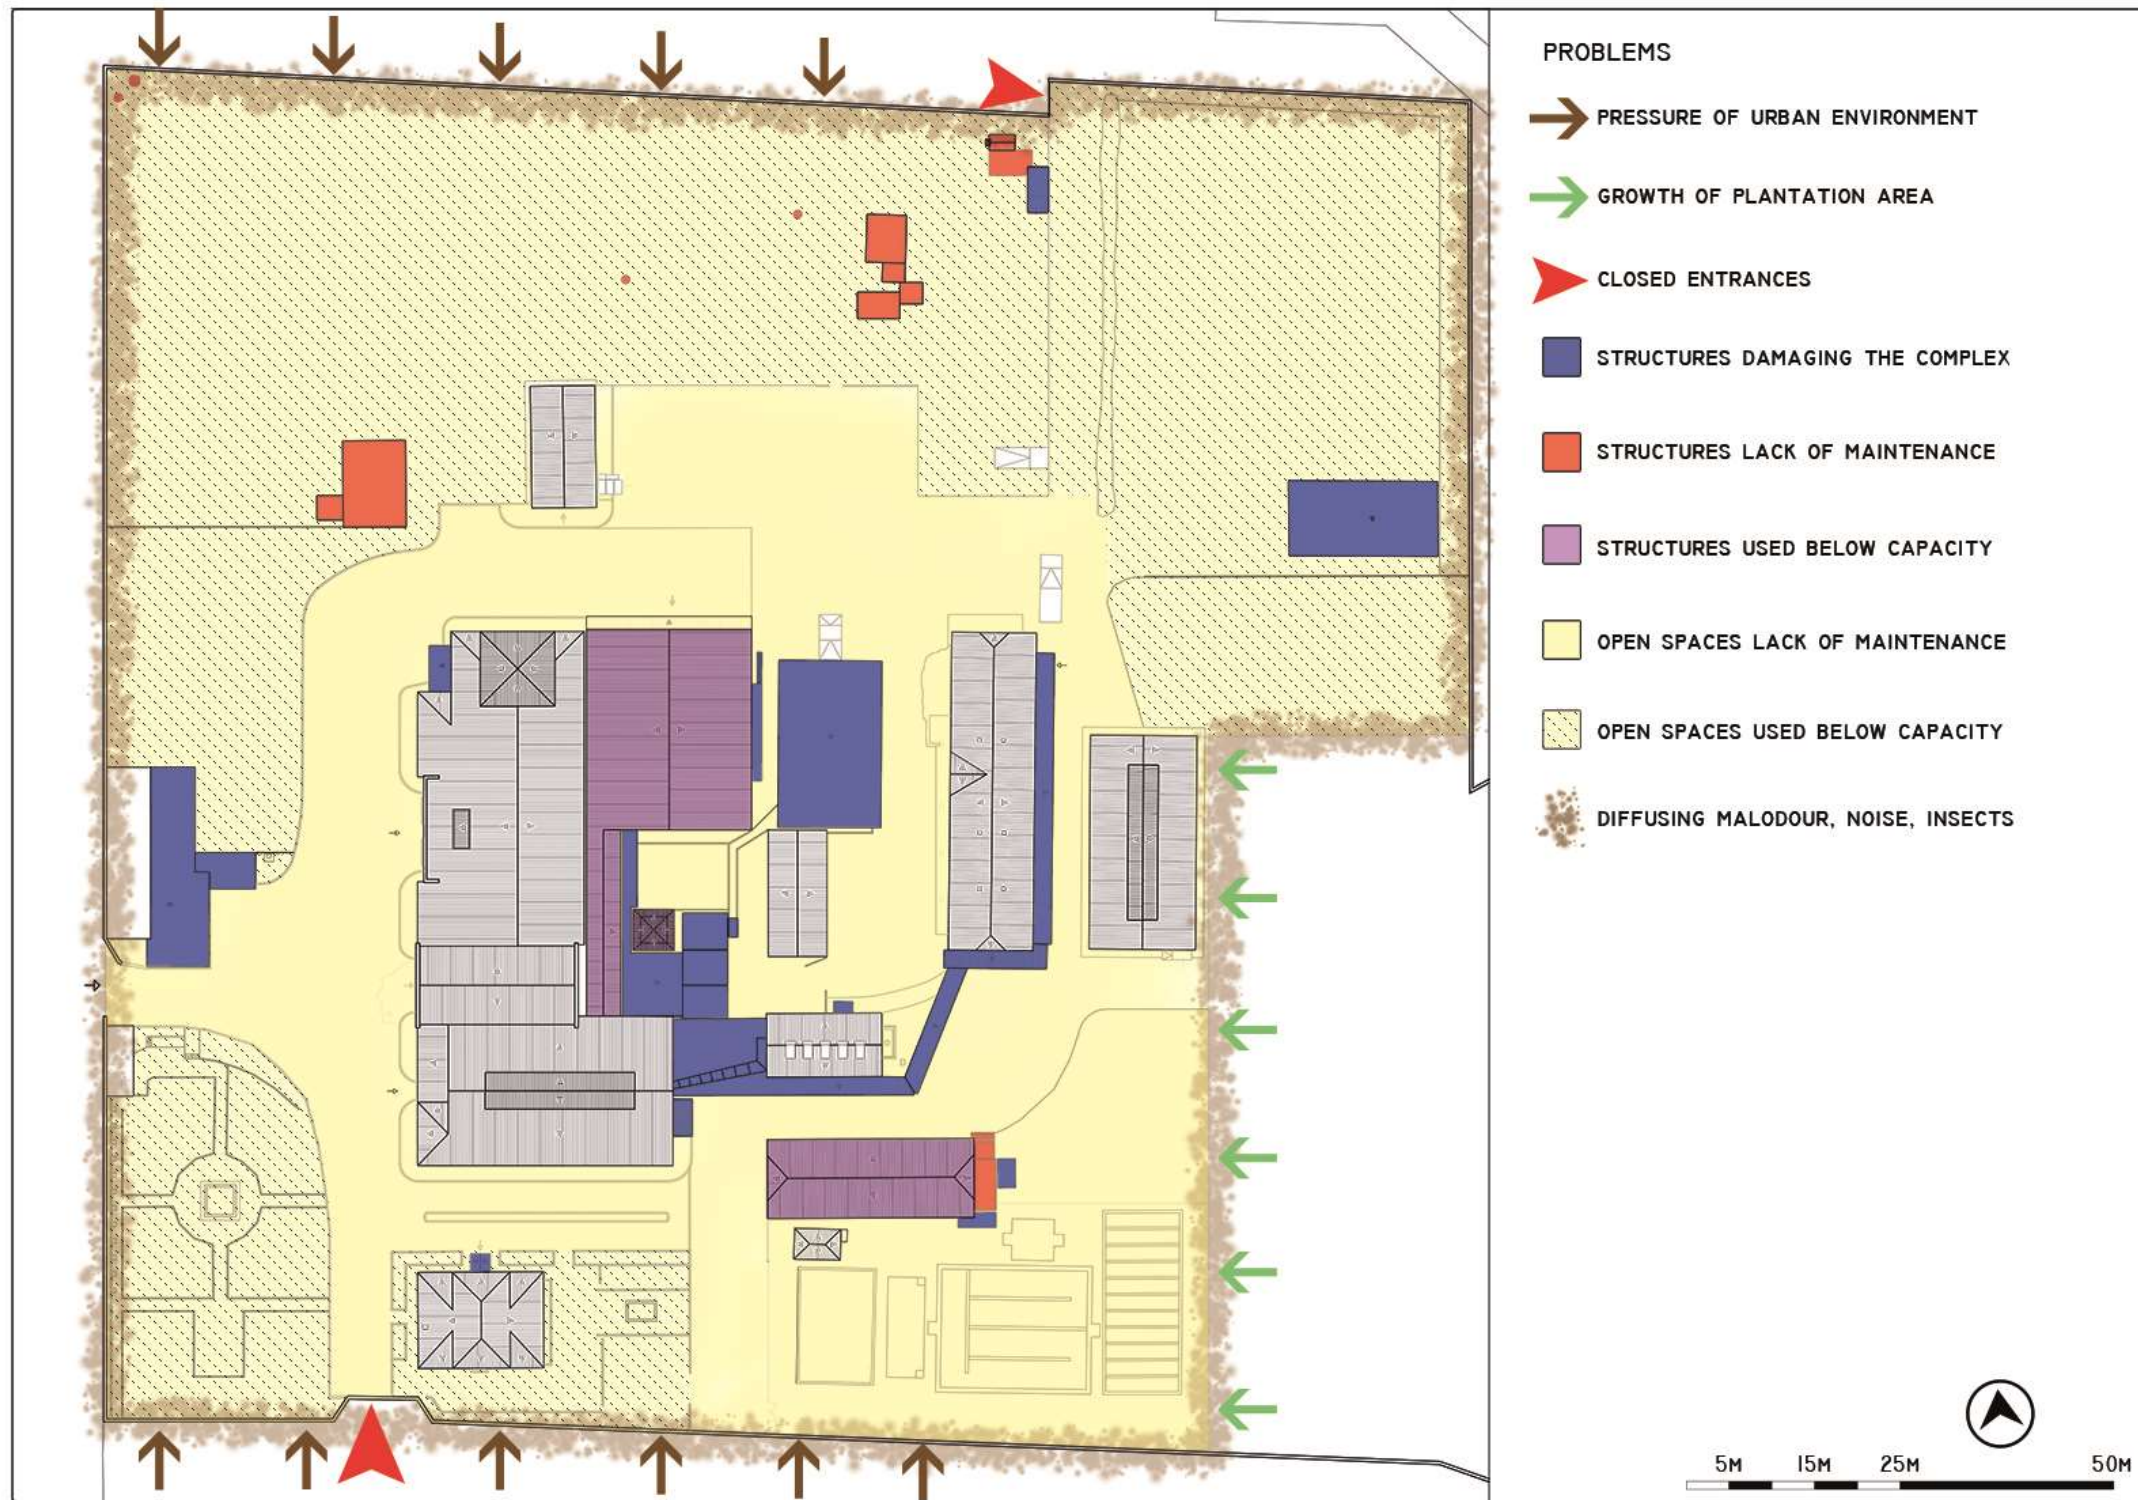 PROBLEMS
PRESSURE OF URBAN ENVIRONMENT
GROWTH OF PLANTATION AREA
CLOSED ENTRANCES
STRUCTURES DAMAGING THE COMPLEX
STRUCTURES LACK OF MAINTENANCE
STRUCTURES USED BELOW CAPACITY
OPEN SPACES LACK OF MAINTENANCE
OPEN SPACES USED BELOW CAPACITY
DIFFUSING MALODOUR, NOISE, INSECTS
5M 15M 25M 50M